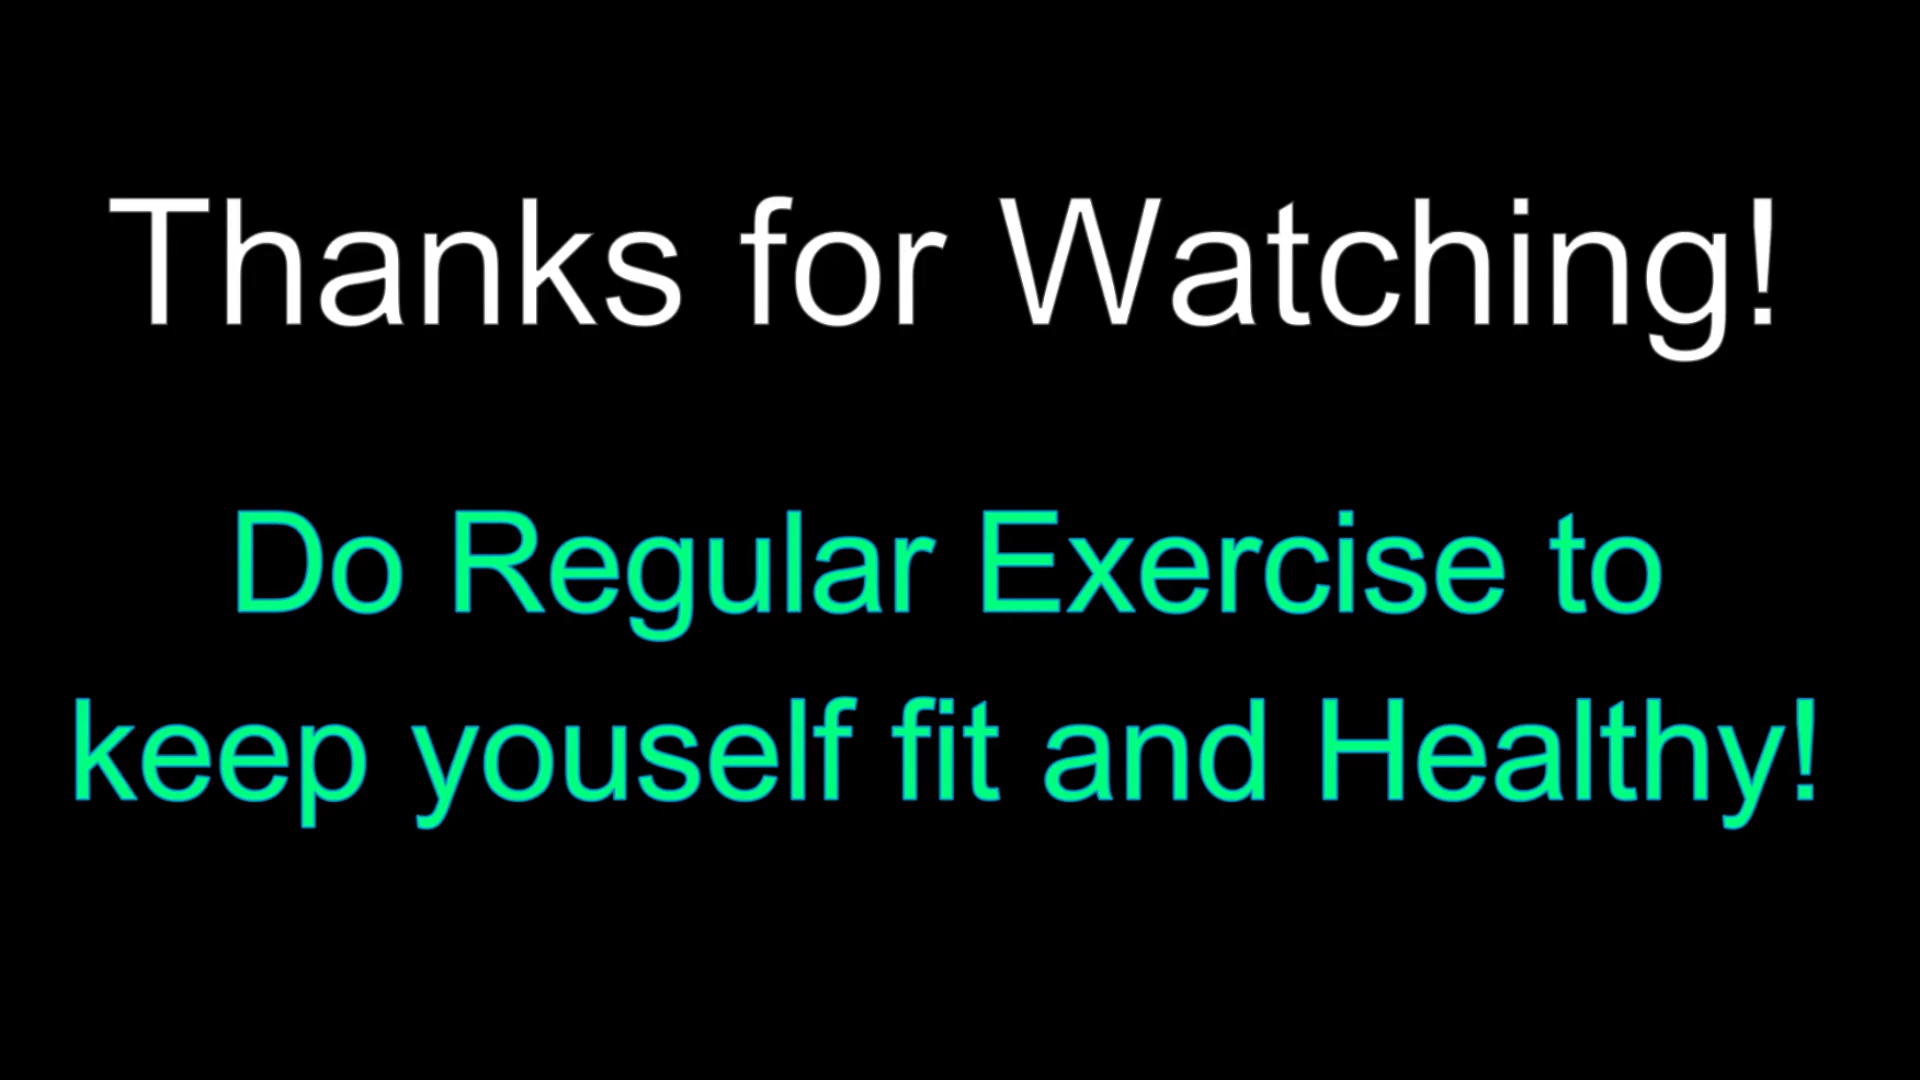 Thanks for Watching!
Do Regular Exercise to
keep youself fit and Healthy!